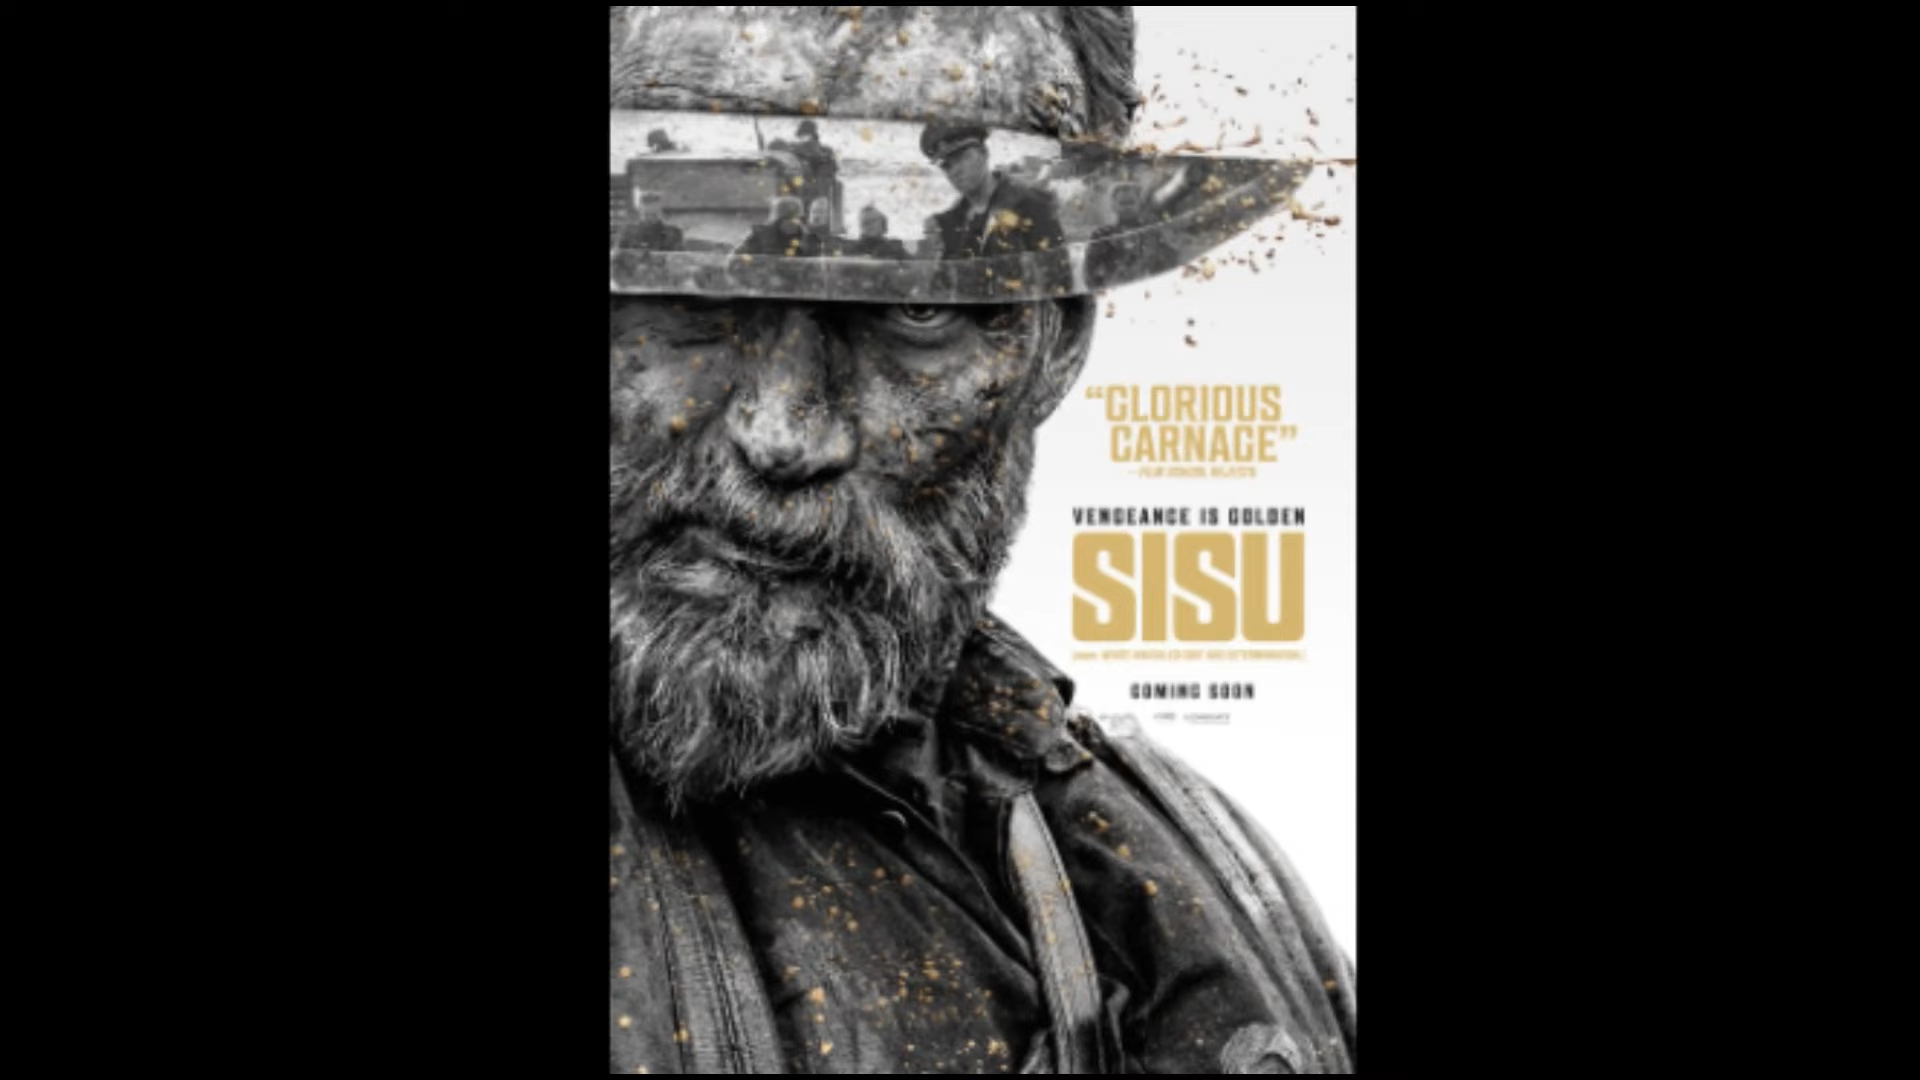 “GLORIOUS
CARNAGE”
VENGEANCE IS GOLDEN
SISU
COMING SOON